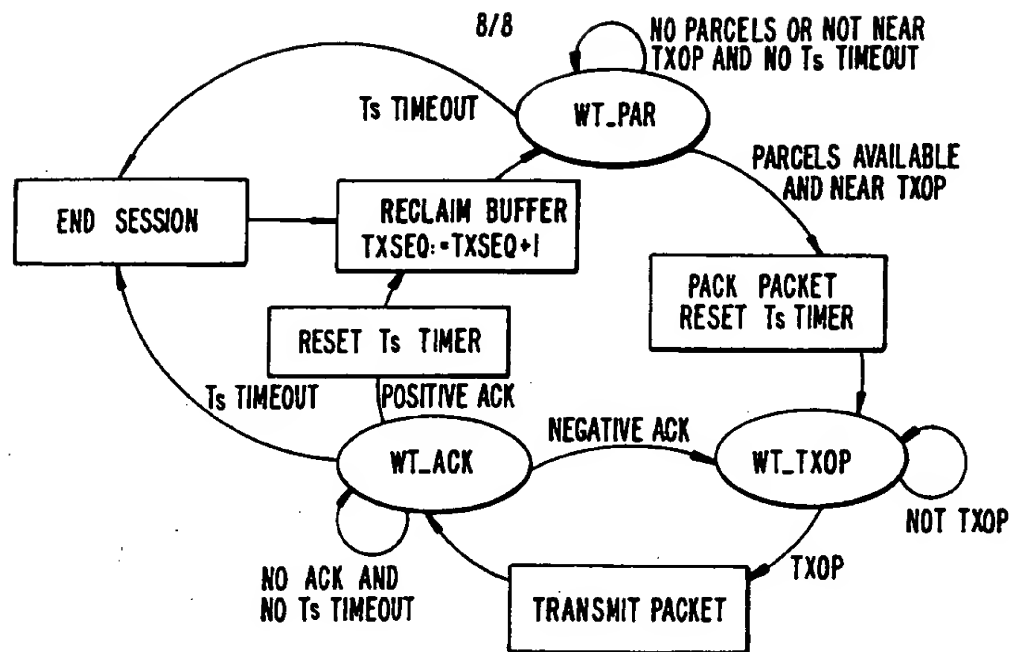 8/8
NO PARCELS OR NOT NEAR
TXOP AND NO Ts TIMEOUT
Ts TIMEOUT
WT_PAR
PARCELS AVAILABLE
AND NEAR TXOP
END SESSION
RECLAIM BUFFER
TXSEQ:=TXSEQ+1
PACK PACKET
RESET Ts TIMER
RESET Ts TIMER
Ts TIMEOUT
POSITIVE ACK
NEGATIVE ACK
WT_ACK
WT_TXOP
NOT TXOP
NO ACK AND
NO Ts TIMEOUT
TXOP
TRANSMIT PACKET